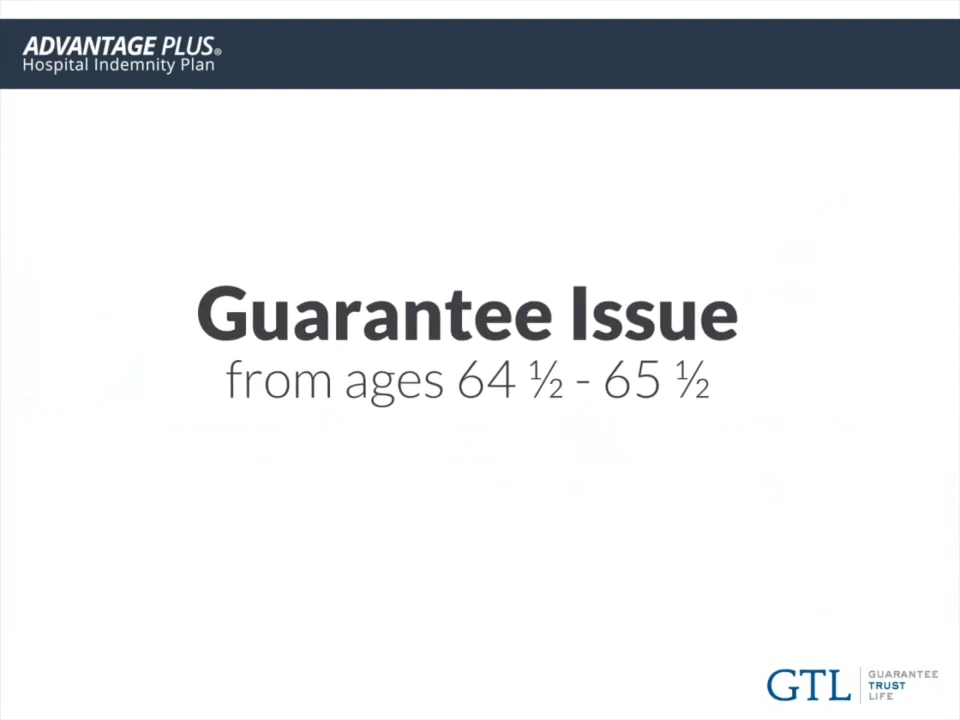 ADVANTAGE PLUS®
Hospital Indemnity Plan
Guarantee Issue
from ages 64 ½ - 65 ½
GTL
GUARANTEE
TRUST
LIFE